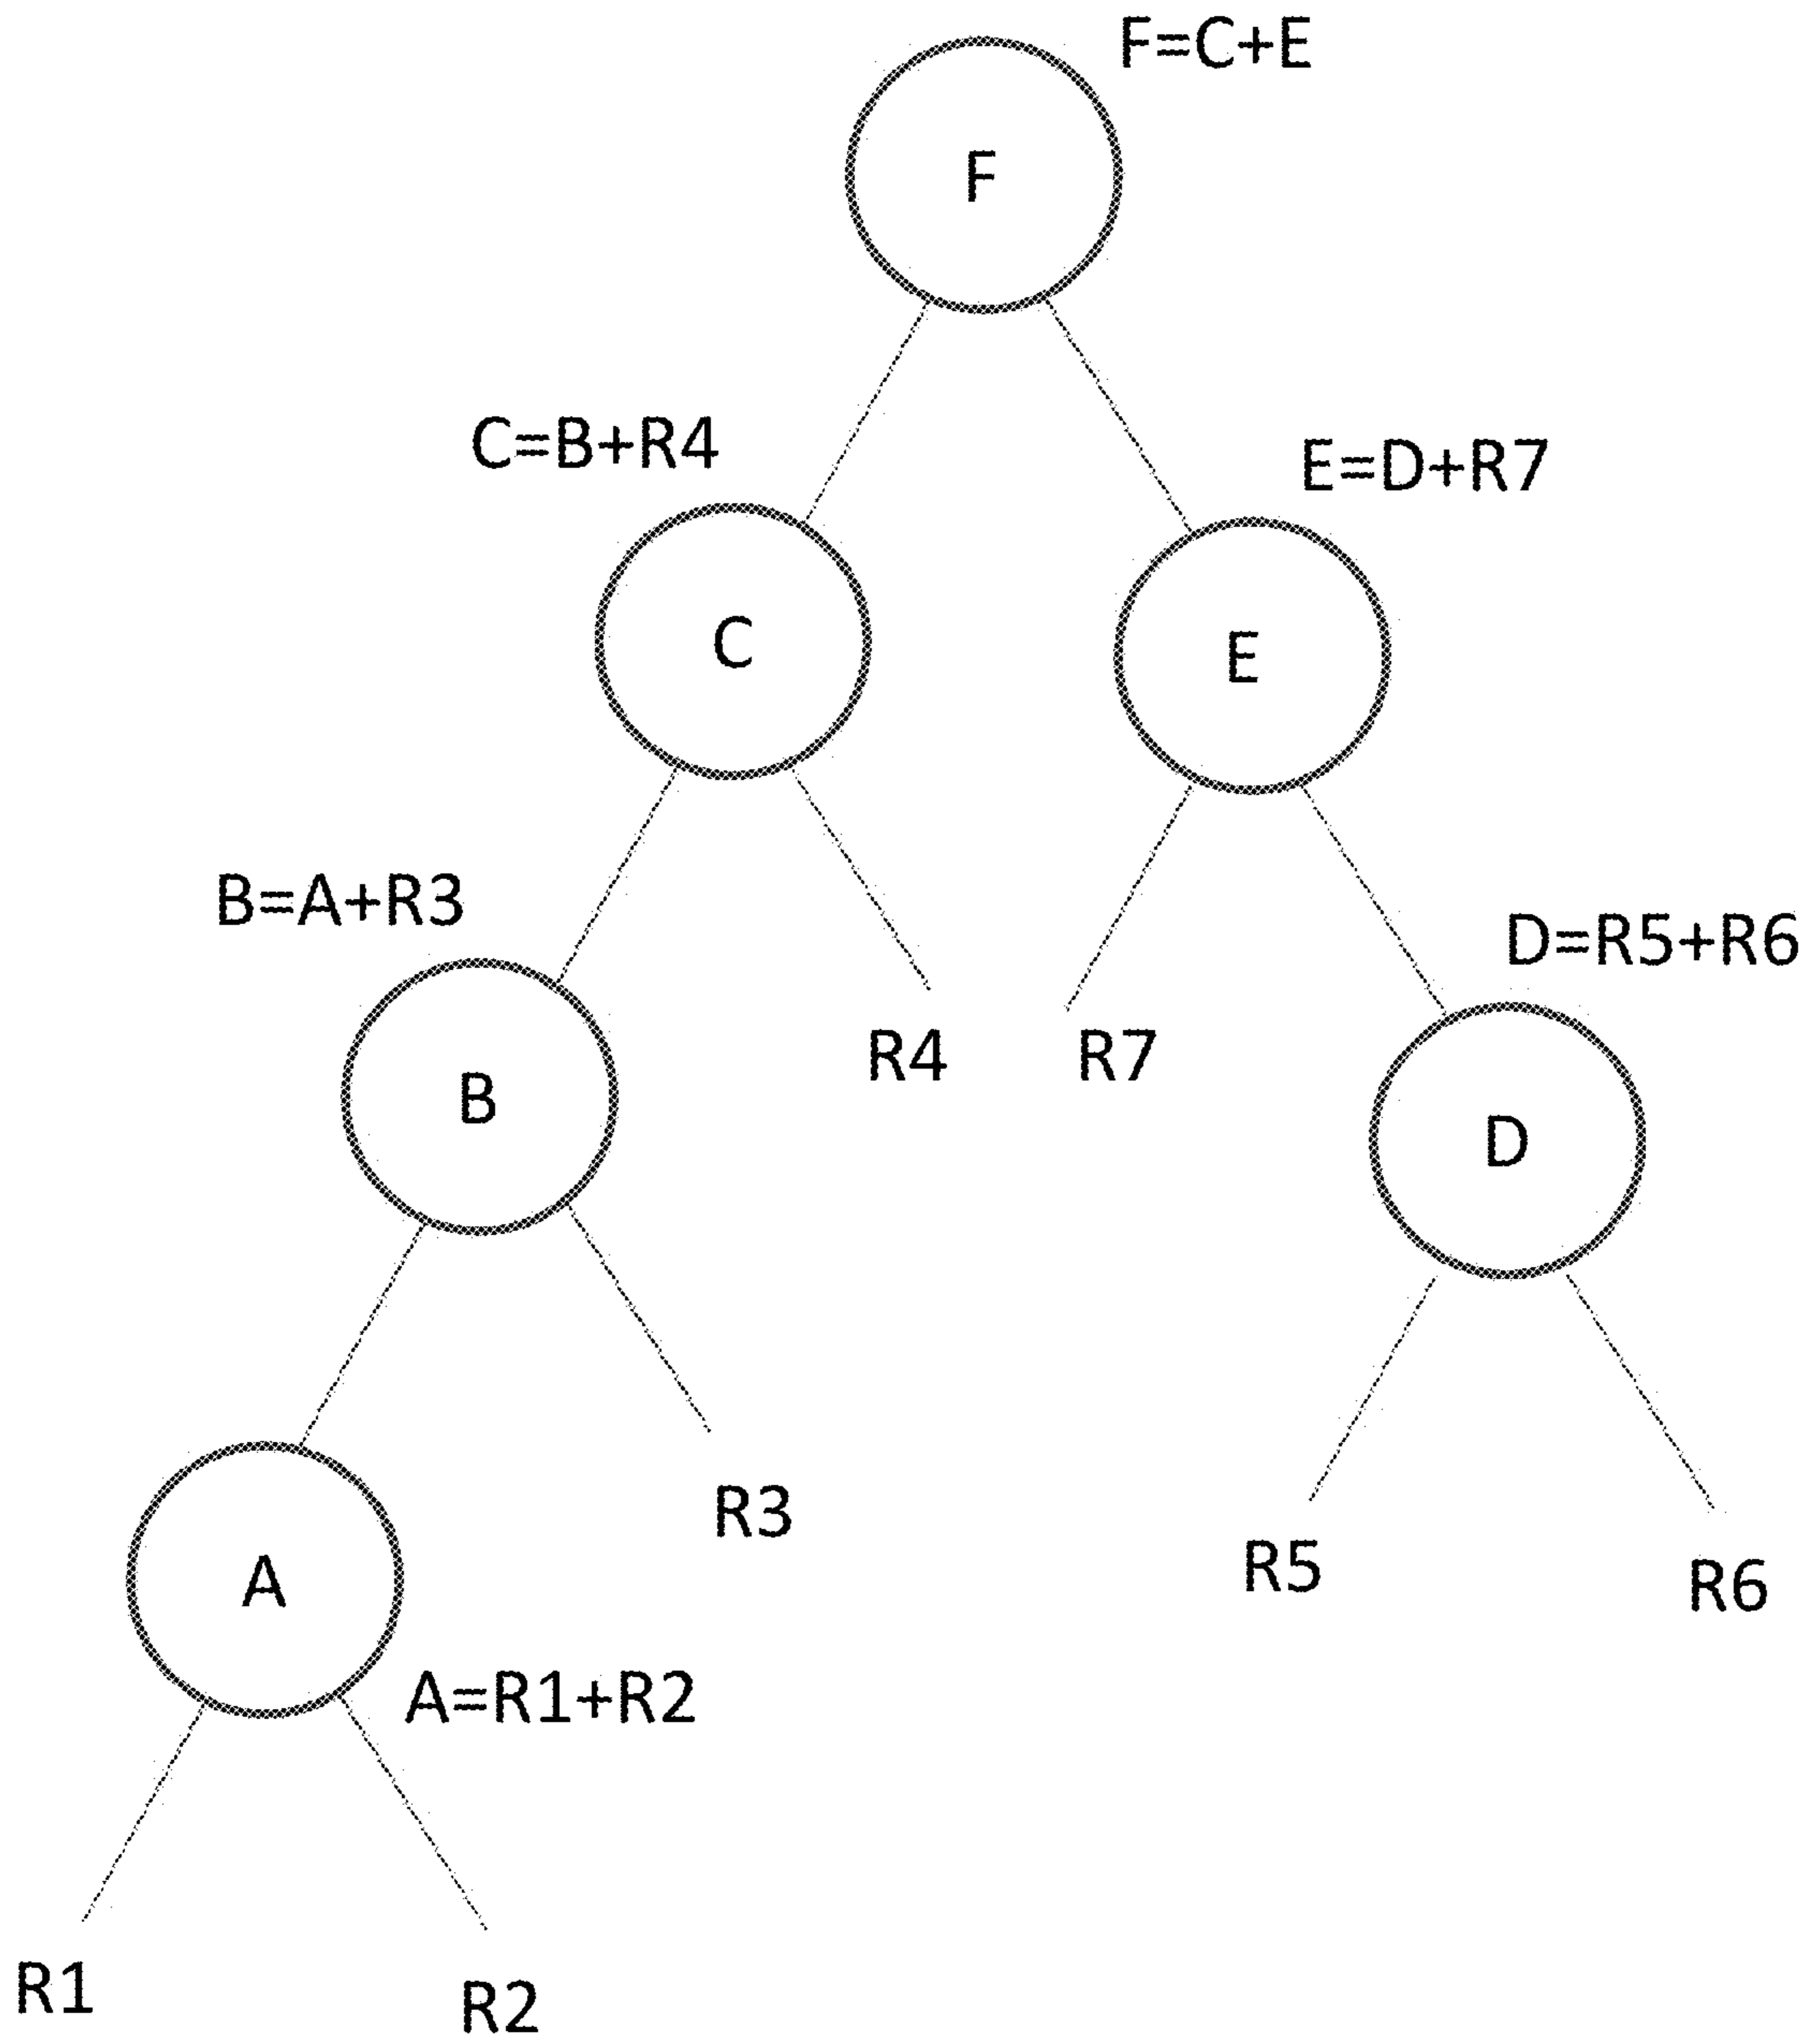 F=C+E
F
C=B+R4
E=D+R7
C
E
B=A+R3
D=R5+R6
R4
R7
B
D
R3
R5
R6
A
A=R1+R2
R1
R2